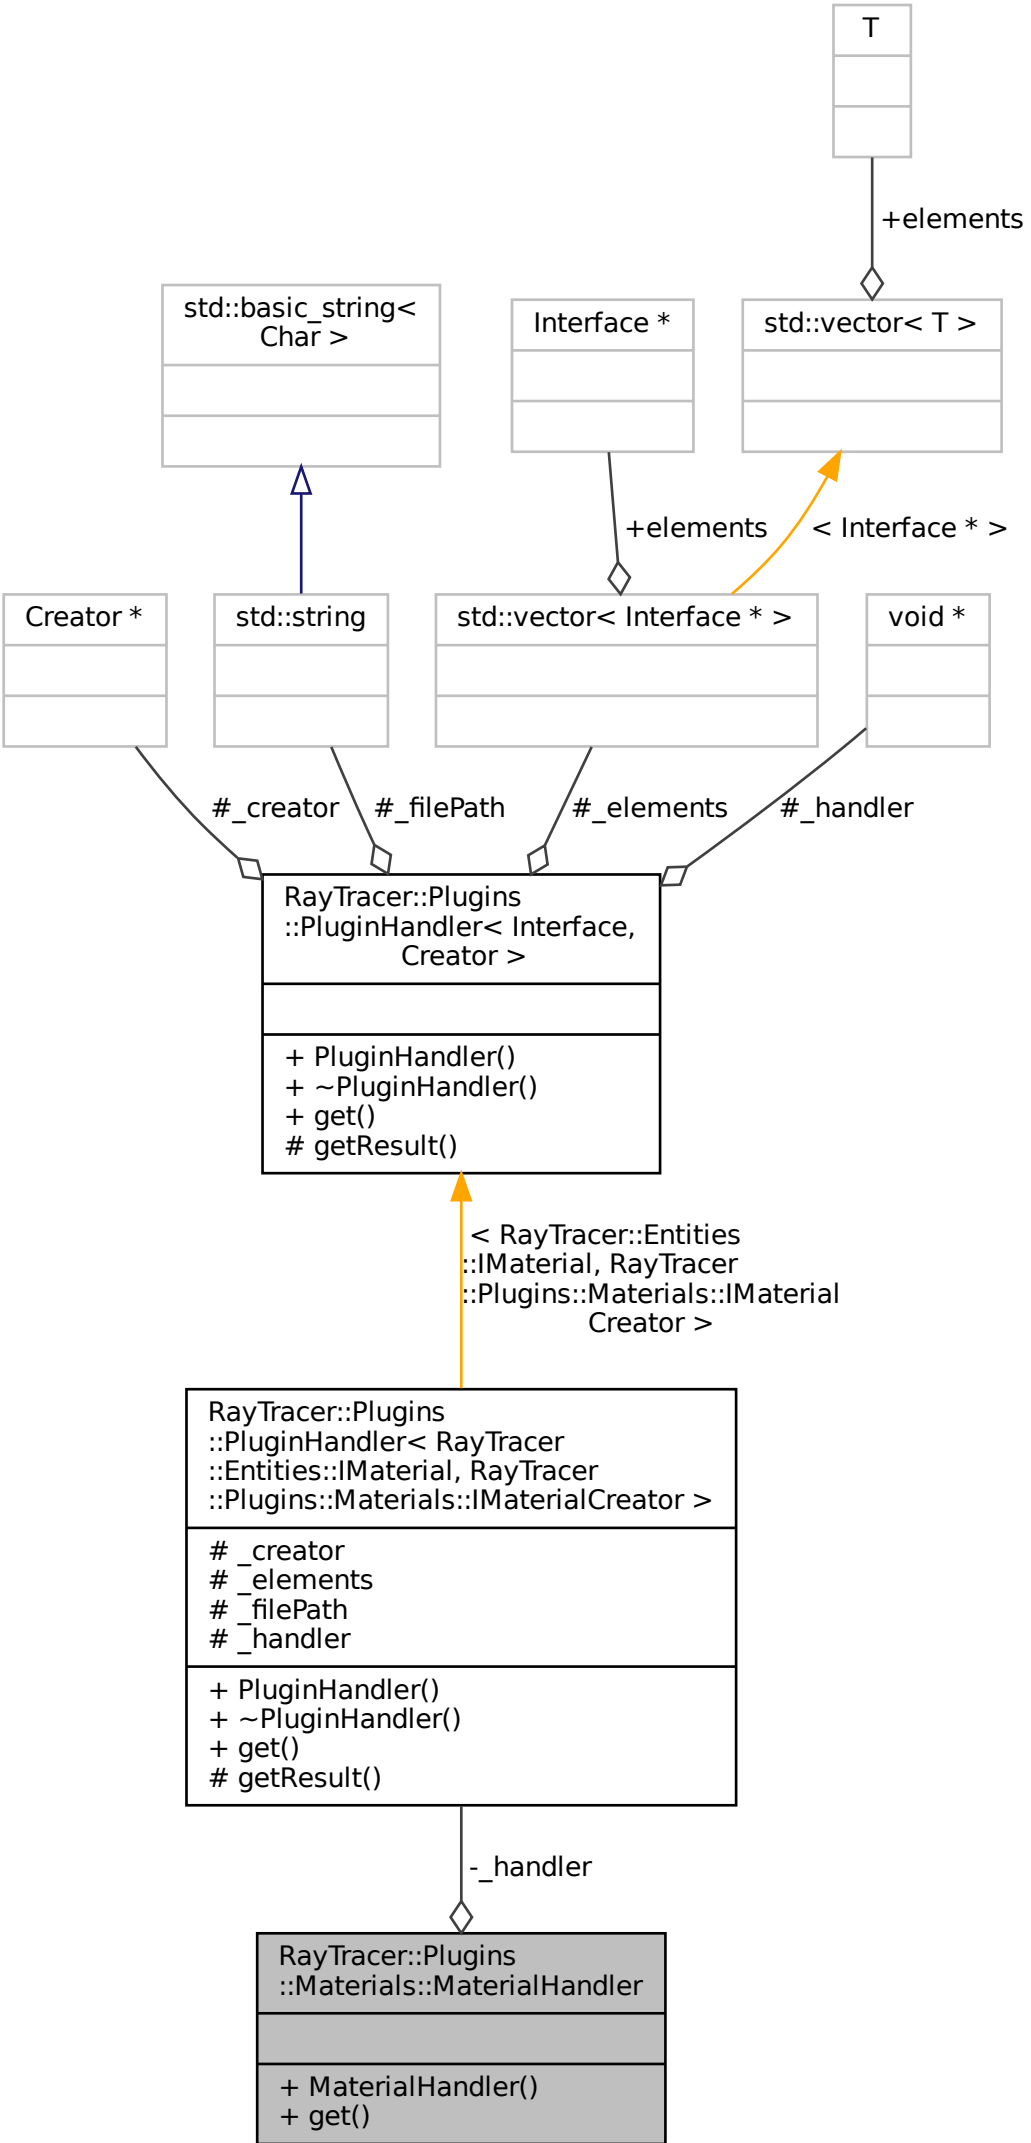 T
+elements
std::basic_string<
Char >
Interface *
std::vector< T >
+elements
< Interface * >
Creator *
std::string
std::vector< Interface * >
void *
#_creator
#_filePath
#_elements
#_handler
RayTracer::Plugins
::PluginHandler< Interface,
Creator >
+ PluginHandler()
+ ~PluginHandler()
+ get()
# getResult()
< RayTracer::Entities
::IMaterial, RayTracer
::Plugins::Materials::IMaterial
Creator >
RayTracer::Plugins
::PluginHandler< RayTracer
::Entities::IMaterial, RayTracer
::Plugins::Materials::IMaterialCreator >
# _creator
# _elements
# _filePath
# _handler
+ PluginHandler()
+ ~PluginHandler()
+ get()
# getResult()
-_handler
RayTracer::Plugins
::Materials::MaterialHandler
+ MaterialHandler()
+ get()